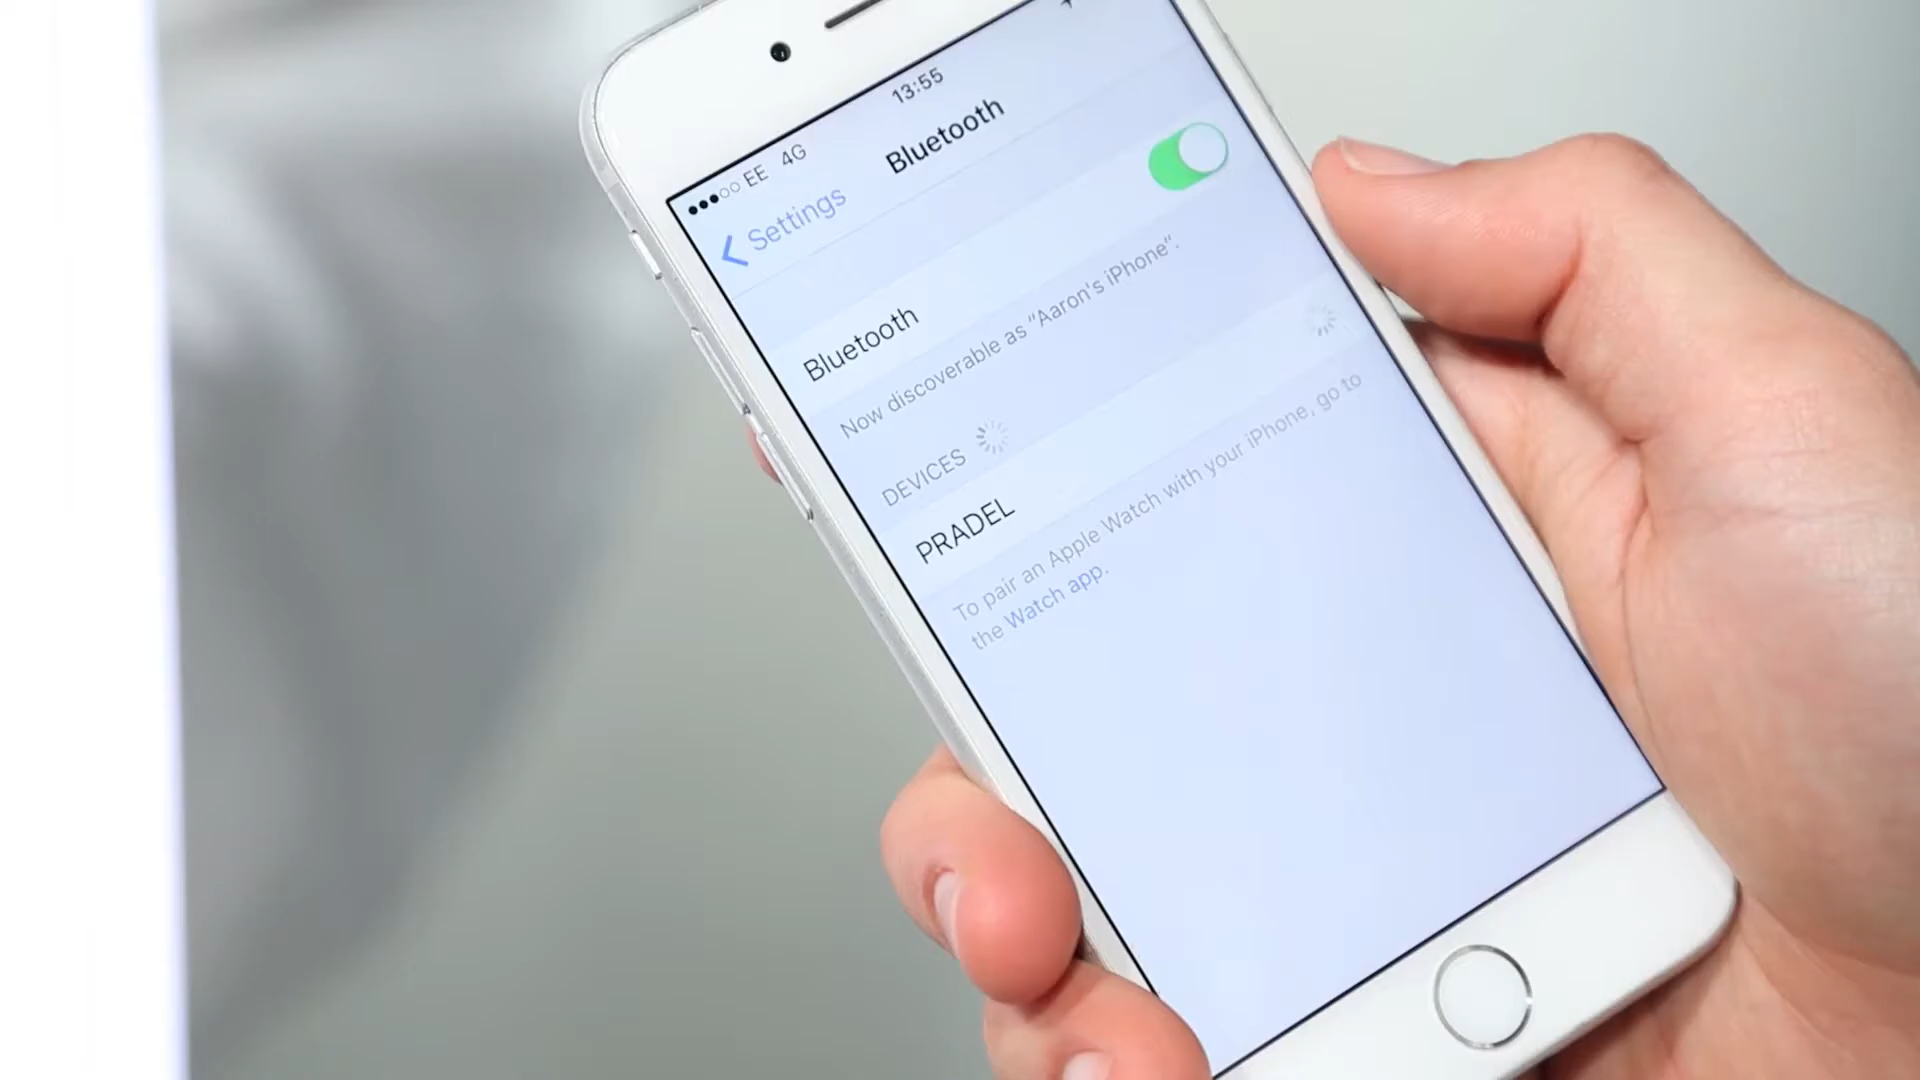 EE 4G 13:55
Settings Bluetooth
Bluetooth
Now discoverable as “Aaron's iPhone“.
DEVICES
PRADEL
To pair an Apple Watch with your iPhone, go to
the Watch app.